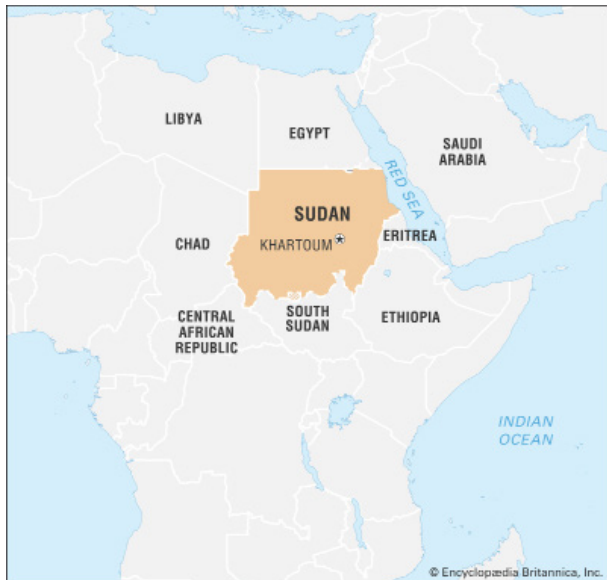 LIBYA
EGYPT
SAUDI
ARABIA
RED SEA
SUDAN
KHARTOUM
ERITREA
CHAD
CENTRAL
AFRICAN
REPUBLIC
SOUTH
SUDAN
ETHIOPIA
INDIAN
OCEAN
© Encyclopædia Britannica, Inc.